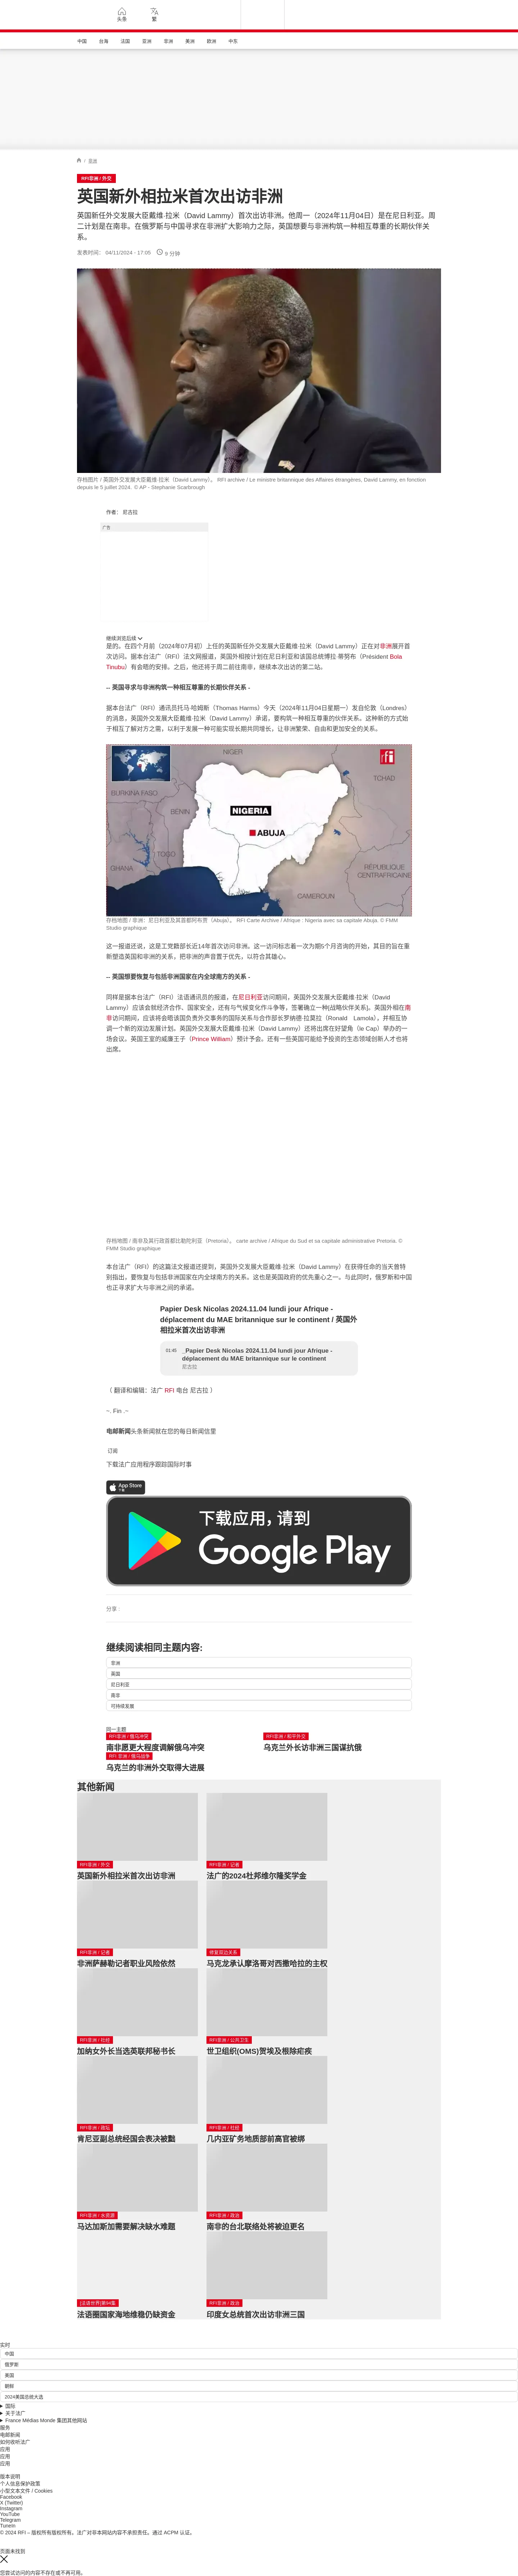 头条
繁
中国 台海 法国 亚洲 非洲 美洲 欧洲 中东
/ 非洲
RFI非洲 / 外交
英国新外相拉米首次出访非洲
英国新任外交发展大臣戴维·拉米（David Lammy）首次出访非洲。他周一（2024年11月04日）是在尼日利亚。周二计划是在南非。在俄罗斯与中国寻求在非洲扩大影响力之际，英国想要与非洲构筑一种相互尊重的长期伙伴关系。
发表时间： 04/11/2024 - 17:05 9 分钟
存档图片 / 英国外交发展大臣戴维·拉米（David Lammy）。 RFI archive / Le ministre britannique des Affaires étrangères, David Lammy, en fonction depuis le 5 juillet 2024. © AP - Stephanie Scarbrough
作者： 尼古拉
广告
继续浏览后续
是的。在四个月前（2024年07月初）上任的英国新任外交发展大臣戴维·拉米（David Lammy）正在对非洲展开首次访问。据本台法广（RFI）法文网报道，英国外相按计划在尼日利亚和该国总统博拉·蒂努布（Président Bola Tinubu）有会晤的安排。之后，他还将于周二前往南非，继续本次出访的第二站。
-- 英国寻求与非洲构筑一种相互尊重的长期伙伴关系 -
据本台法广（RFI）通讯员托马·哈姆斯（Thomas Harms）今天（2024年11月04日星期一）发自伦敦（Londres）的消息，英国外交发展大臣戴维·拉米（David Lammy）承诺，要构筑一种相互尊重的伙伴关系。这种新的方式始于相互了解对方之需，以利于发展一种可能实现长期共同增长，让非洲繁荣、自由和更加安全的关系。
NIGER
TCHAD
BURKINA FASO
BÉNIN
TOGO
NIGERIA
ABUJA
GHANA
RÉPUBLIQUE CENTRAFRICAINE
CAMEROUN
rfi
存档地图 / 非洲：尼日利亚及其首都阿布贾（Abuja）。 RFI Carte Archive / Afrique : Nigeria avec sa capitale Abuja. © FMM Studio graphique
这一报道还说，这是工党籍部长近14年首次访问非洲。这一访问标志着一次为期5个月咨询的开始，其目的旨在重新塑造英国和非洲的关系，把非洲的声音置于优先，以符合其雄心。
-- 英国想要恢复与包括非洲国家在内全球南方的关系 -
同样是据本台法广（RFI）法语通讯员的报道，在尼日利亚访问期间，英国外交发展大臣戴维·拉米（David Lammy）应该会就经济合作、国家安全，还有与气候变化作斗争等，签署确立一种[战略伙伴关系]。英国外相在南非访问期间，应该将会晤该国负责外交事务的国际关系与合作部长罗纳德·拉莫拉（Ronald Lamola），并相互协调一个新的双边发展计划。英国外交发展大臣戴维·拉米（David Lammy）还将出席在好望角（le Cap）举办的一场会议。英国王室的威廉王子（Prince William）预计予会。还有一些英国可能给予投资的生态领域创新人才也将出席。
存档地图 / 南非及其行政首都比勒陀利亚（Pretoria）。 carte archive / Afrique du Sud et sa capitale administrative Pretoria. © FMM Studio graphique
本台法广（RFI）的这篇法文报道还提到，英国外交发展大臣戴维·拉米（David Lammy）在获得任命的当天曾特别指出，要恢复与包括非洲国家在内全球南方的关系。这也是英国政府的优先重心之一。与此同时，俄罗斯和中国也正寻求扩大与非洲之间的承诺。
Papier Desk Nicolas 2024.11.04 lundi jour Afrique - déplacement du MAE britannique sur le continent / 英国外相拉米首次出访非洲
01:45 _Papier Desk Nicolas 2024.11.04 lundi jour Afrique - déplacement du MAE britannique sur le continent
尼古拉
（ 翻译和编辑：法广 RFI 电台 尼古拉 ）
~. Fin .~
电邮新闻头条新闻就在您的每日新闻信里
订阅
下载法广应用程序跟踪国际时事
App Store
下载
下载应用，请到
Google Play
分享 :
继续阅读相同主题内容:
非洲
英国
尼日利亚
南非
可持续发展
同一主题
RFI非洲 / 俄乌冲突
南非愿更大程度调解俄乌冲突
RFI非洲 / 和平外交
乌克兰外长访非洲三国谋抗俄
RFI 非洲 / 俄乌战争
乌克兰的非洲外交取得大进展
其他新闻
RFI非洲 / 外交
英国新外相拉米首次出访非洲
RFI非洲 / 记者
法广的2024杜邦维尔隆奖学金
RFI非洲 / 记者
非洲萨赫勒记者职业风险依然
修复双边关系
马克龙承认摩洛哥对西撒哈拉的主权
RFI非洲 / 社经
加纳女外长当选英联邦秘书长
RFI非洲 / 公共卫生
世卫组织(OMS)贺埃及根除疟疾
RFI非洲 / 政坛
肯尼亚副总统经国会表决被黜
RFI非洲 / 社经
几内亚矿务地质部前高官被绑
RFI非洲 / 水资源
马达加斯加需要解决缺水难题
RFI非洲 / 政治
南非的台北联络处将被迫更名
[法语世界]第94集
法语圈国家海地维稳仍缺资金
RFI非洲 / 政治
印度女总统首次出访非洲三国
实时
中国
俄罗斯
美国
朝鲜
2024美国总统大选
国际
关于法广
France Médias Monde 集团其他网站
服务
电邮新闻
如何收听法广
应用
应用
应用
版本说明
个人信息保护政策
小型文本文件 / Cookies
Facebook
X (Twitter)
Instagram
YouTube
Telegram
TuneIn
© 2024 RFI – 版权所有版权所有。法广对非本网站内容不承担责任。通过 ACPM 认证。
页面未找到
您尝试访问的内容不存在或不再可用。